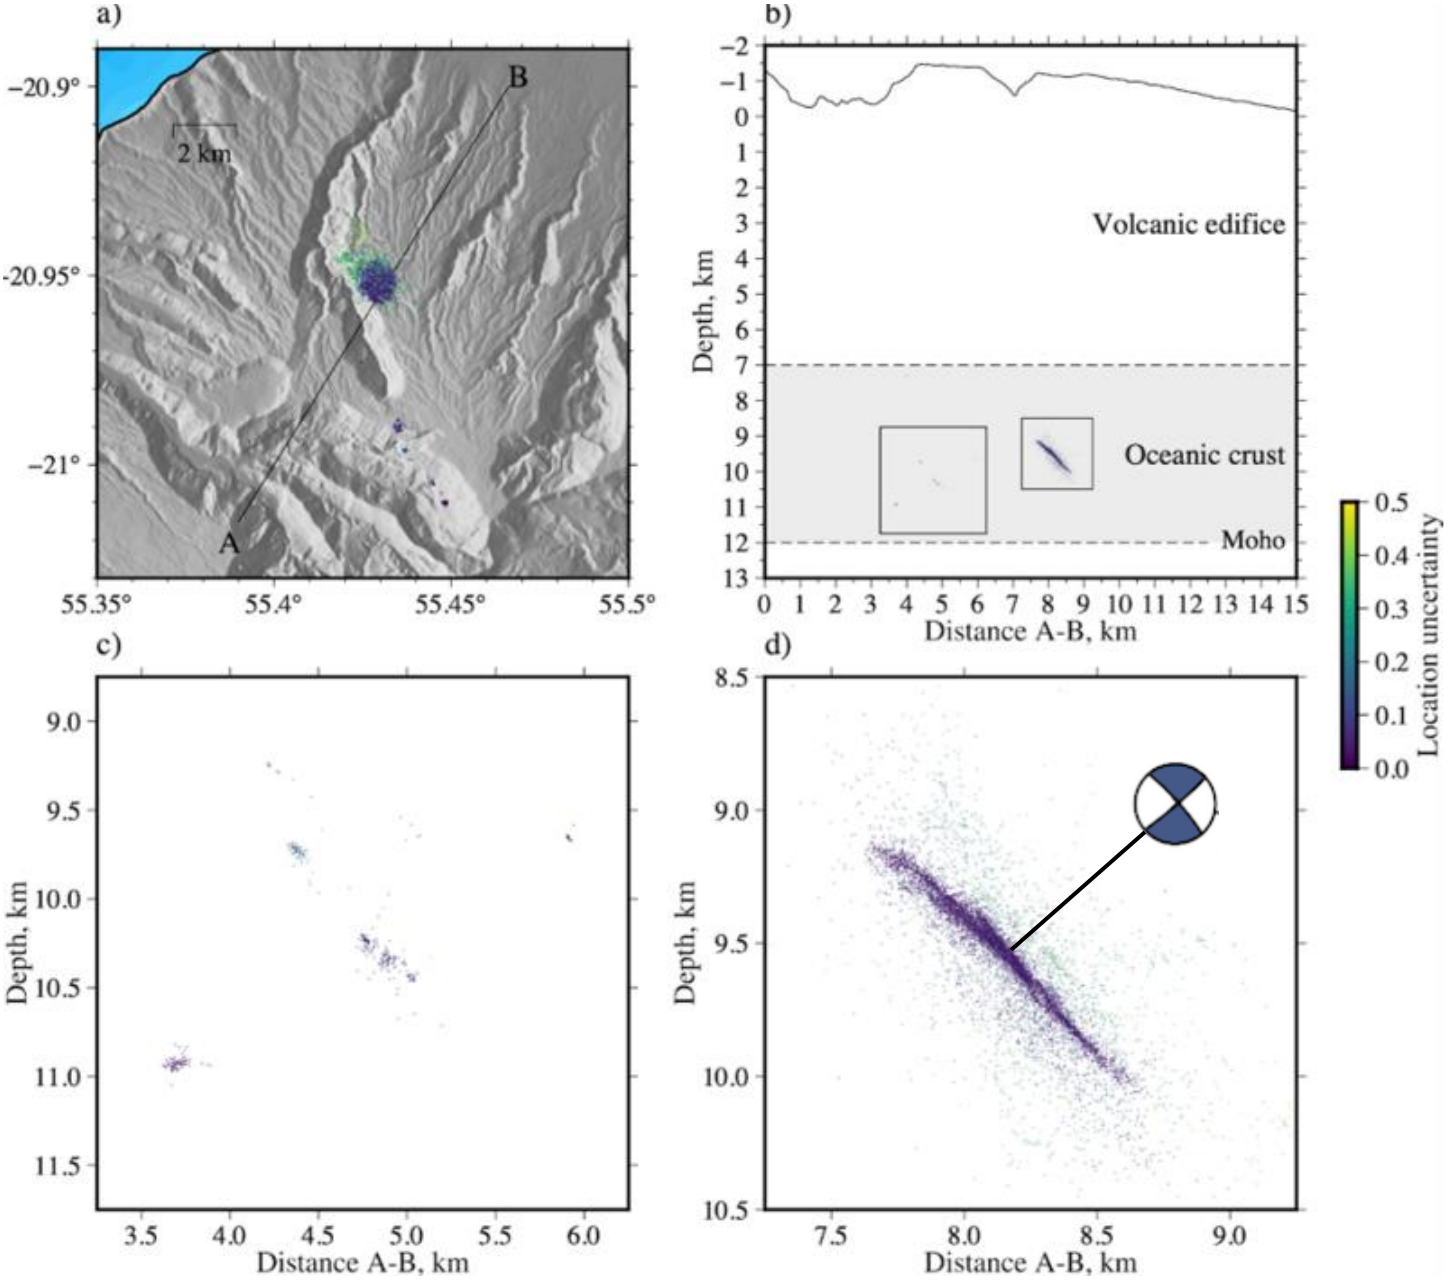 a)
B
A
2 km
−20.9°
-20.95°
−21°
55.35°
55.4°
55.45°
55.5°
b)
−2
−1
0
1
2
3
4
5
6
7
8
9
10
11
12
13
Depth, km
Volcanic edifice
Oceanic crust
Moho
0 1 2 3 4 5 6 7 8 9 10 11 12 13 14 15
Distance A-B, km
0.5
0.4
0.3
0.2
0.1
0.0
Location uncertainty
c)
9.0
9.5
10.0
10.5
11.0
11.5
Depth, km
3.5 4.0 4.5 5.0 5.5 6.0
Distance A-B, km
d)
8.5
9.0
9.5
10.0
10.5
Depth, km
7.5 8.0 8.5 9.0
Distance A-B, km